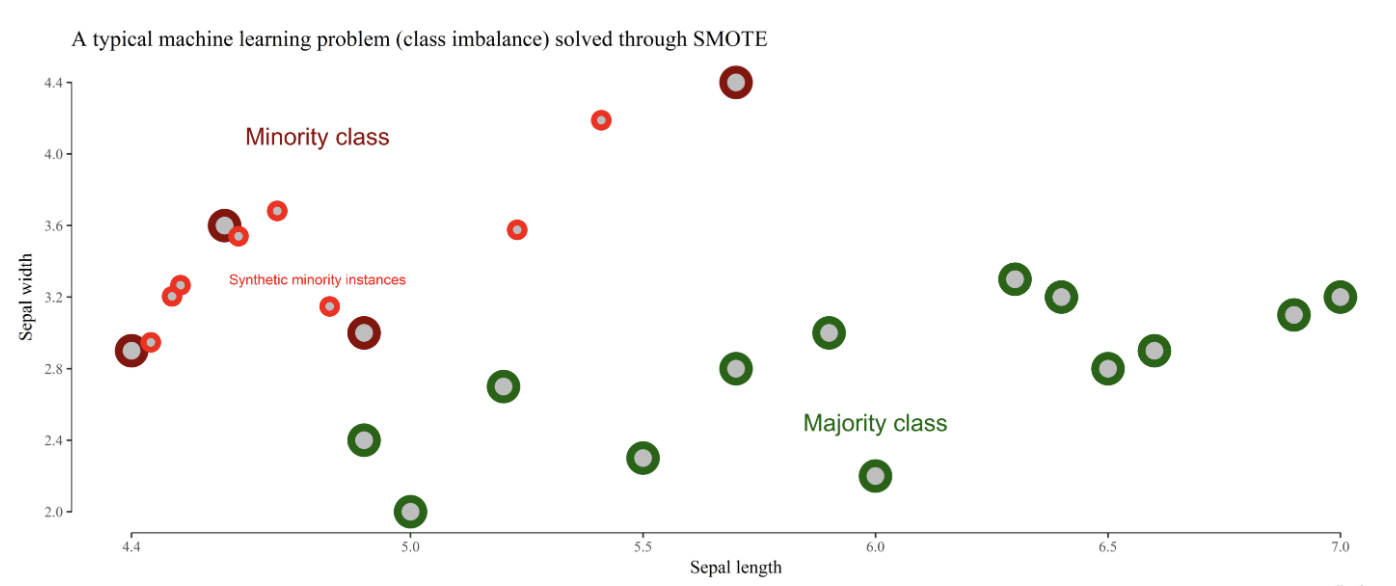 A typical machine learning problem (class imbalance) solved through SMOTE
4.4
Minority class
4.0
3.6
Synthetic minority instances
3.2
Sepal width
2.8
Majority class
2.4
2.0
4.4 5.0 5.5 6.0 6.5 7.0
Sepal length